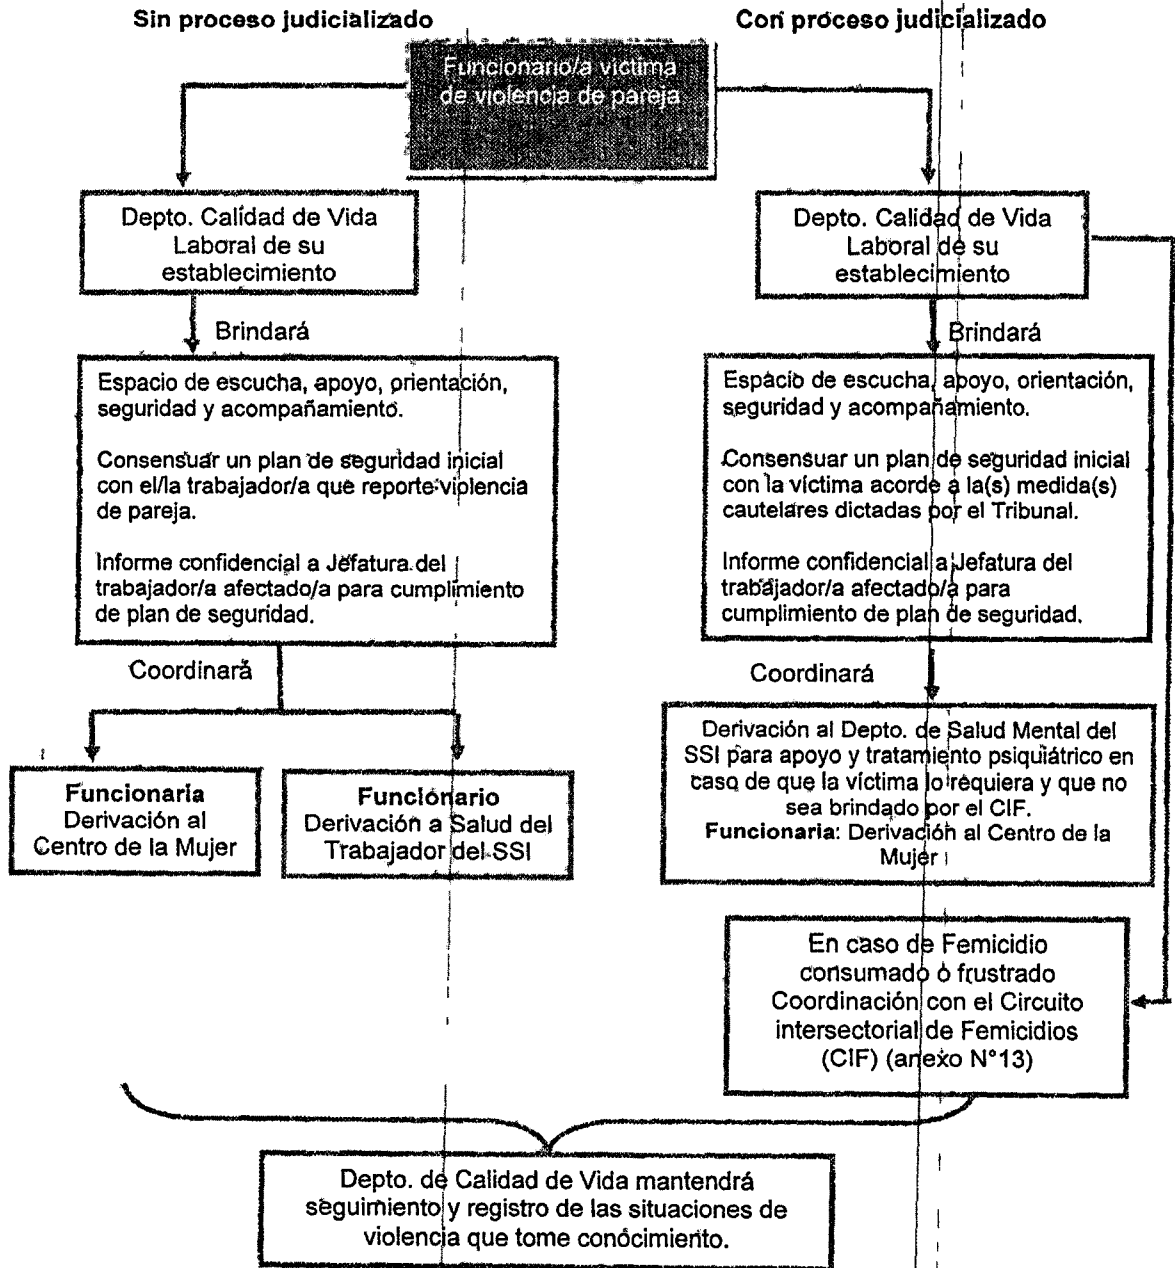 Sin proceso judicializado
Con proceso judicializado
Funcionario/a víctima
de violencia de pareja
Depto. Calidad de Vida
Laboral de su
establecimiento
Brindará
Espacio de escucha, apoyo, orientación,
seguridad y acompañamiento.
Consensuar un plan de seguridad inicial
con el/la trabajador/a que reporte violencia
de pareja.
Informe confidencial a Jefatura del
trabajador/a afectado/a para cumplimiento
de plan de seguridad.
Coordinará
Funcionaria
Derivación al
Centro de la Mujer
Funcionario
Derivación a Salud del
Trabajador del SSI
Depto. Calidad de Vida
Laboral de su
establecimiento
Brindará
Espacio de escucha, apoyo, orientación,
seguridad y acompañamiento.
Consensuar un plan de seguridad inicial
con la víctima acorde a la(s) medida(s)
cautelares dictadas por el Tribunal.
Informe confidencial a Jefatura del
trabajador/a afectado/a para
cumplimiento de plan de seguridad.
Coordinará
Derivación al Depto. de Salud Mental del
SSI para apoyo y tratamiento psiquiátrico en
caso de que la víctima lo requiera y que no
sea brindado por el CIF.
Funcionaria: Derivación al Centro de la
Mujer
En caso de Femicidio
consumado o frustrado
Coordinación con el Circuito
intersectorial de Femicidios
(CIF) (anexo N°13)
Depto. de Calidad de Vida mantendrá
seguimiento y registro de las situaciones de
violencia que tome conocimiento.